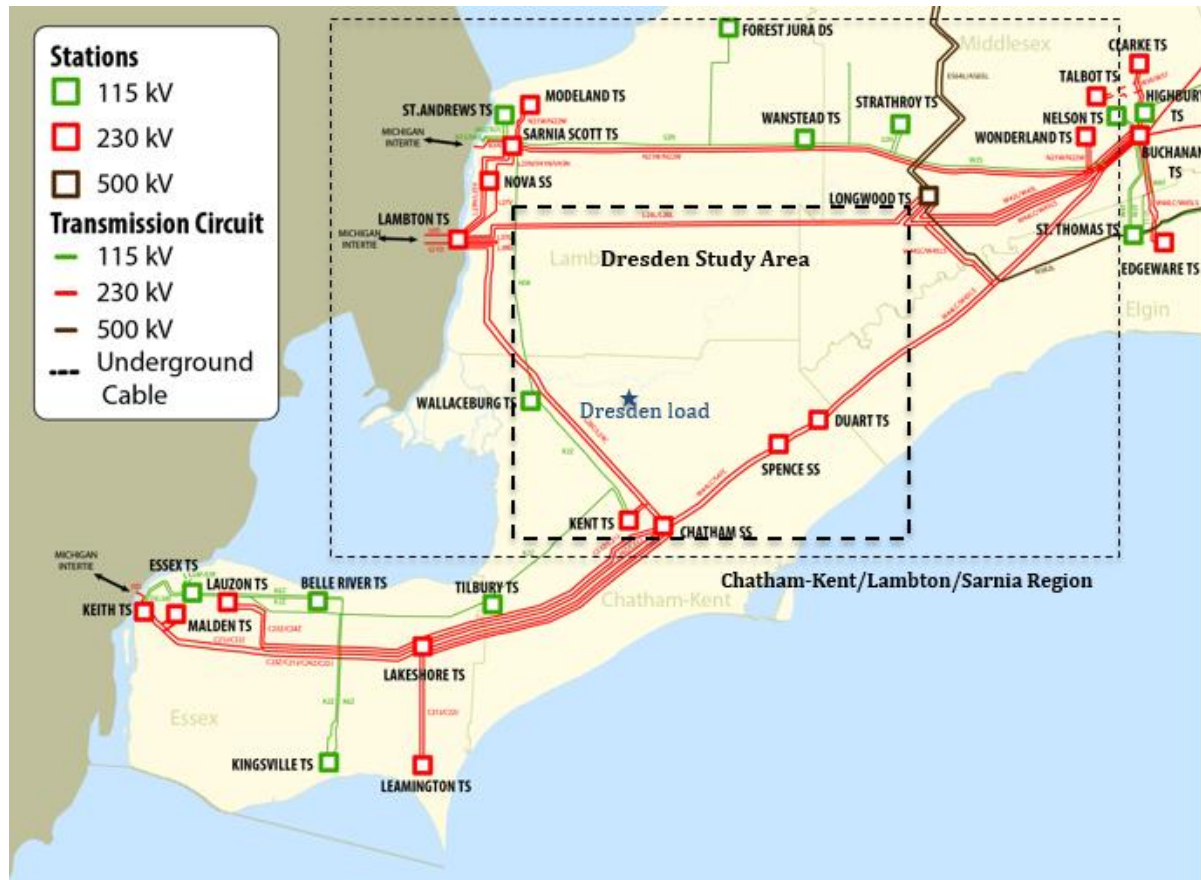 Stations
115 kV
230 kV
500 kV
Transmission Circuit
115 kV
230 kV
500 kV
Underground
Cable
FOREST JURA DS
Middlesex
CLARKE TS
TALBOT TS
HIGHBURY
TS
NELSON TS
WONDERLAND TS
BUCHANAN
TS
MODELAND TS
ST.ANDREWS TS
STRATHROY TS
WANSTEAD TS
MICHIGAN
INTERTIE
SARNIA SCOTT TS
N21W/N22W
N21W/N22W
NOVA SS
LONGWOOD TS
LAMBTON TS
MICHIGAN
INTERTIE
ST. THOMAS TS
EDGEWARE TS
Dresden Study Area
Elgin
WALLACEBURG TS
Dresden load
DUART TS
SPENCE SS
KENT TS
CHATHAM SS
Chatham-Kent/Lambton/Sarnia Region
MICHIGAN
INTERTIE
ESSEX TS
LAUZON TS
BELLE RIVER TS
TILBURY TS
Chatham-Kent
KEITH TS
MALDEN TS
LAKESHORE TS
Essex
KINGSVILLE TS
LEAMINGTON TS